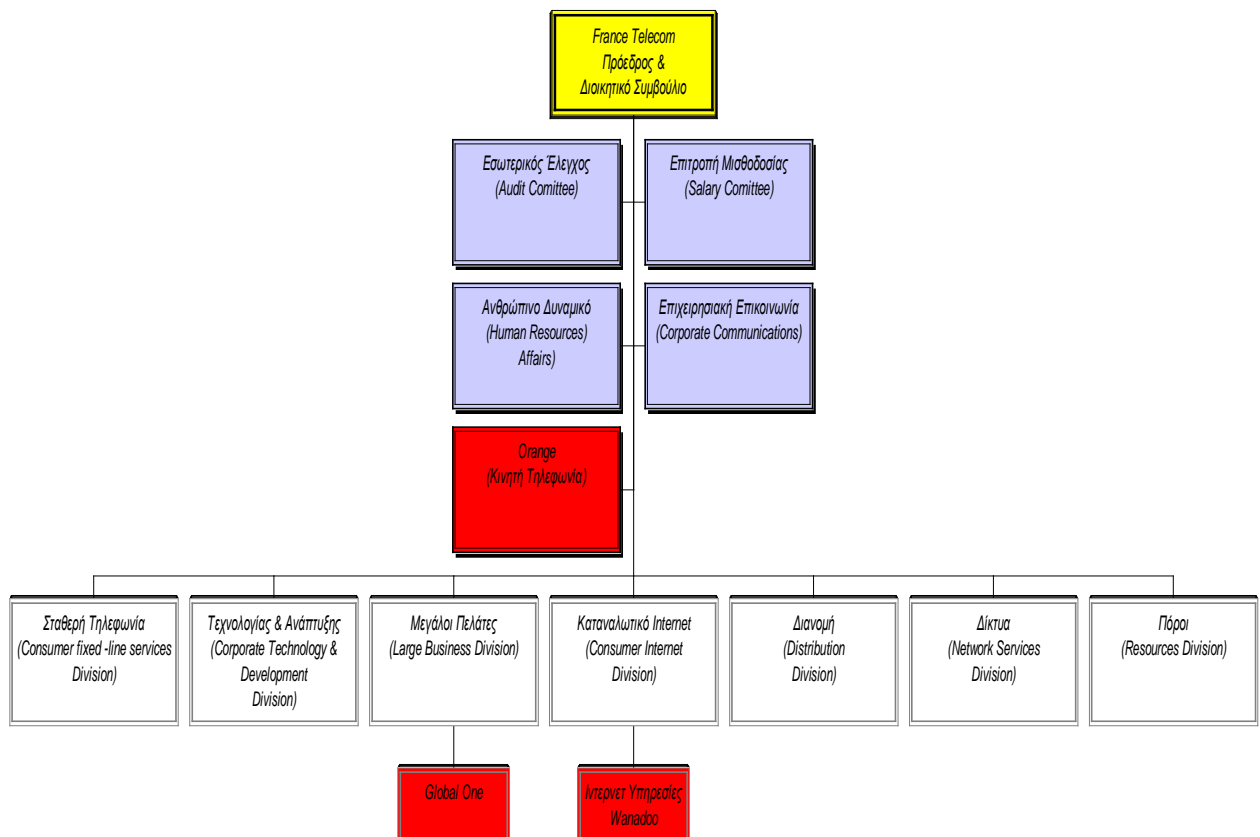 France Telecom
Πρόεδρος &
Διοικητικό Συμβούλιο
Εσωτερικός Έλεγχος
(Audit Comittee)
Επιτροπή Μισθοδοσίας
(Salary Comittee)
Ανθρώπινο Δυναμικό
(Human Resources)
Affairs)
Επιχειρησιακή Επικοινωνία
(Corporate Communications)
Orange
(Κινητή Τηλεφωνία)
Σταθερή Τηλεφωνία
(Consumer fixed -line services
Division)
Τεχνολογίας & Ανάπτυξης
(Corporate Technology &
Development
Division)
Μεγάλοι Πελάτες
(Large Business Division)
Καταναλωτικό Internet
(Consumer Internet
Division)
Διανομή
(Distribution
Division)
Δίκτυα
(Network Services
Division)
Πόροι
(Resources Division)
Global One
Ίντερνετ Υπηρεσίες
Wanadoo